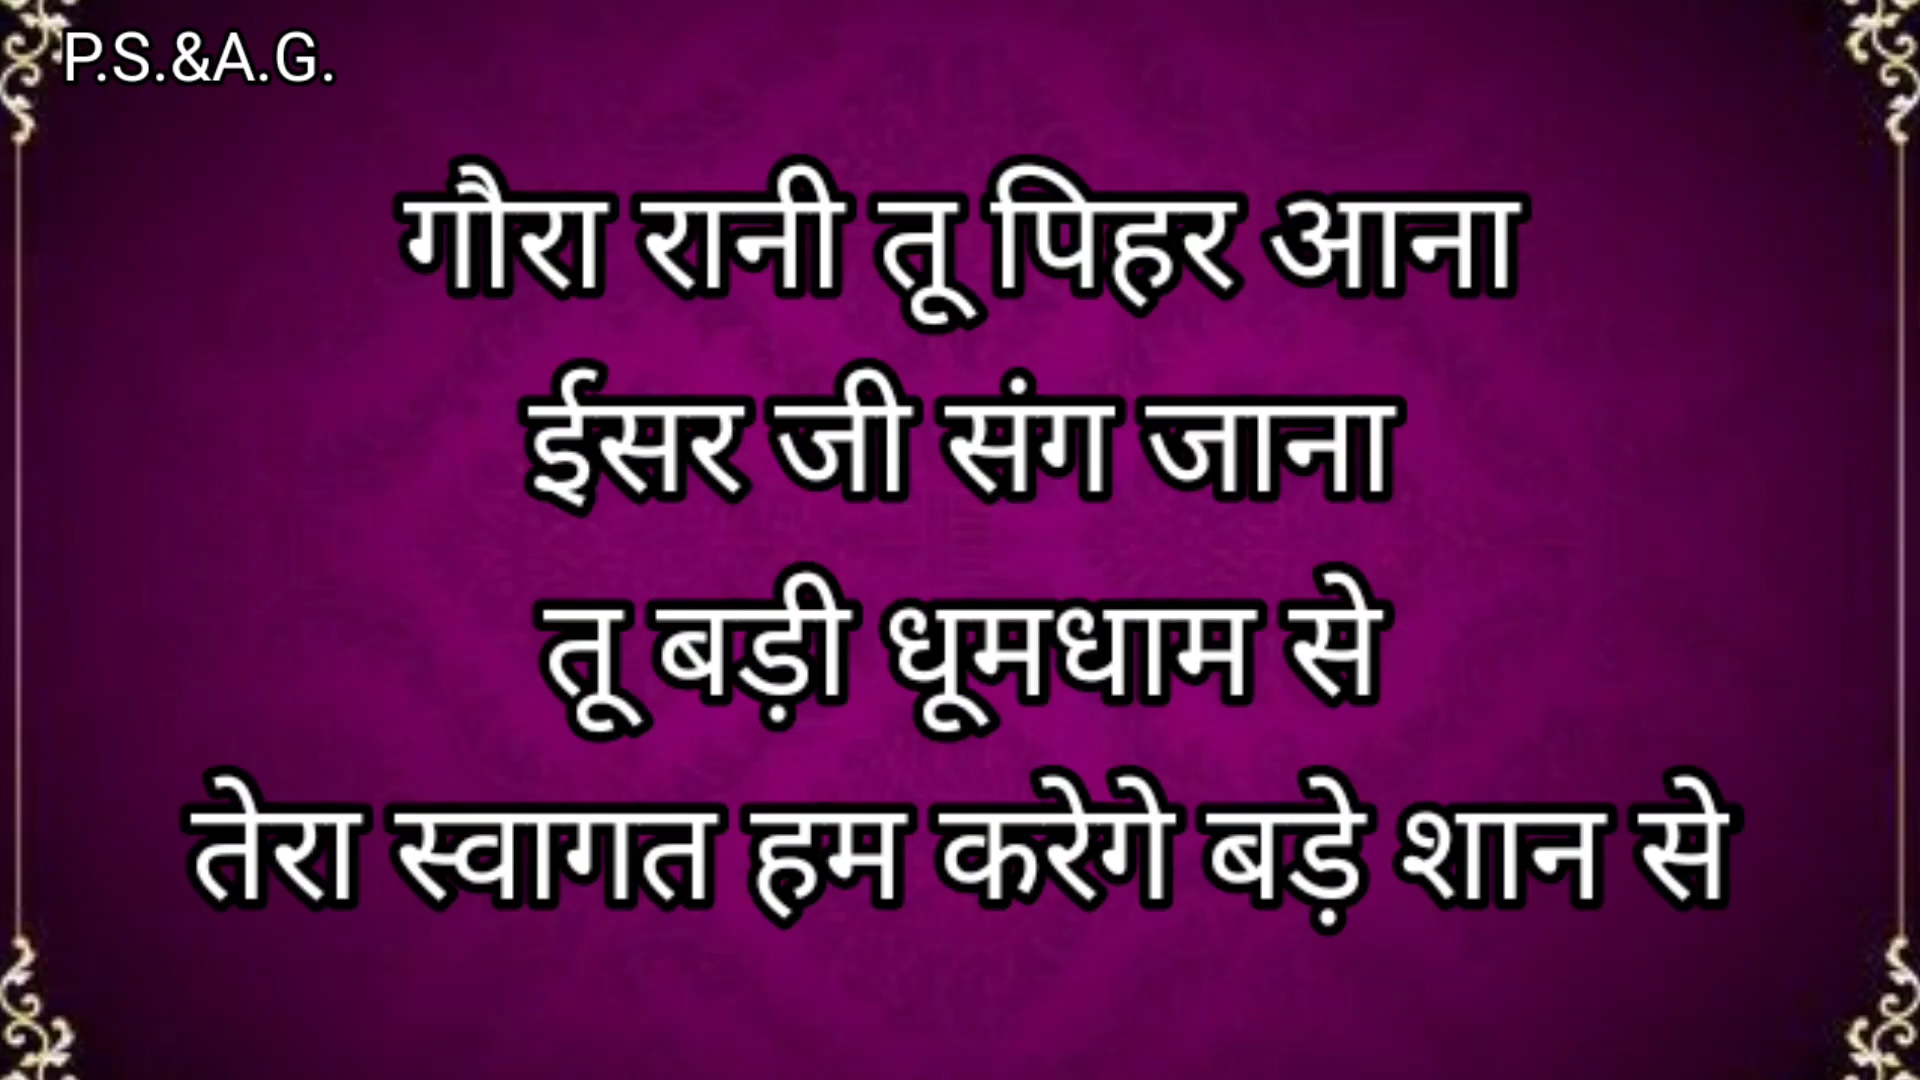 P.S.&A.G.
गौरा रानी तू पिहर आना
ईसर जी संग जाना
तू बड़ी धूमधाम से
तेरा स्वागत हम करेगे बड़े शान से